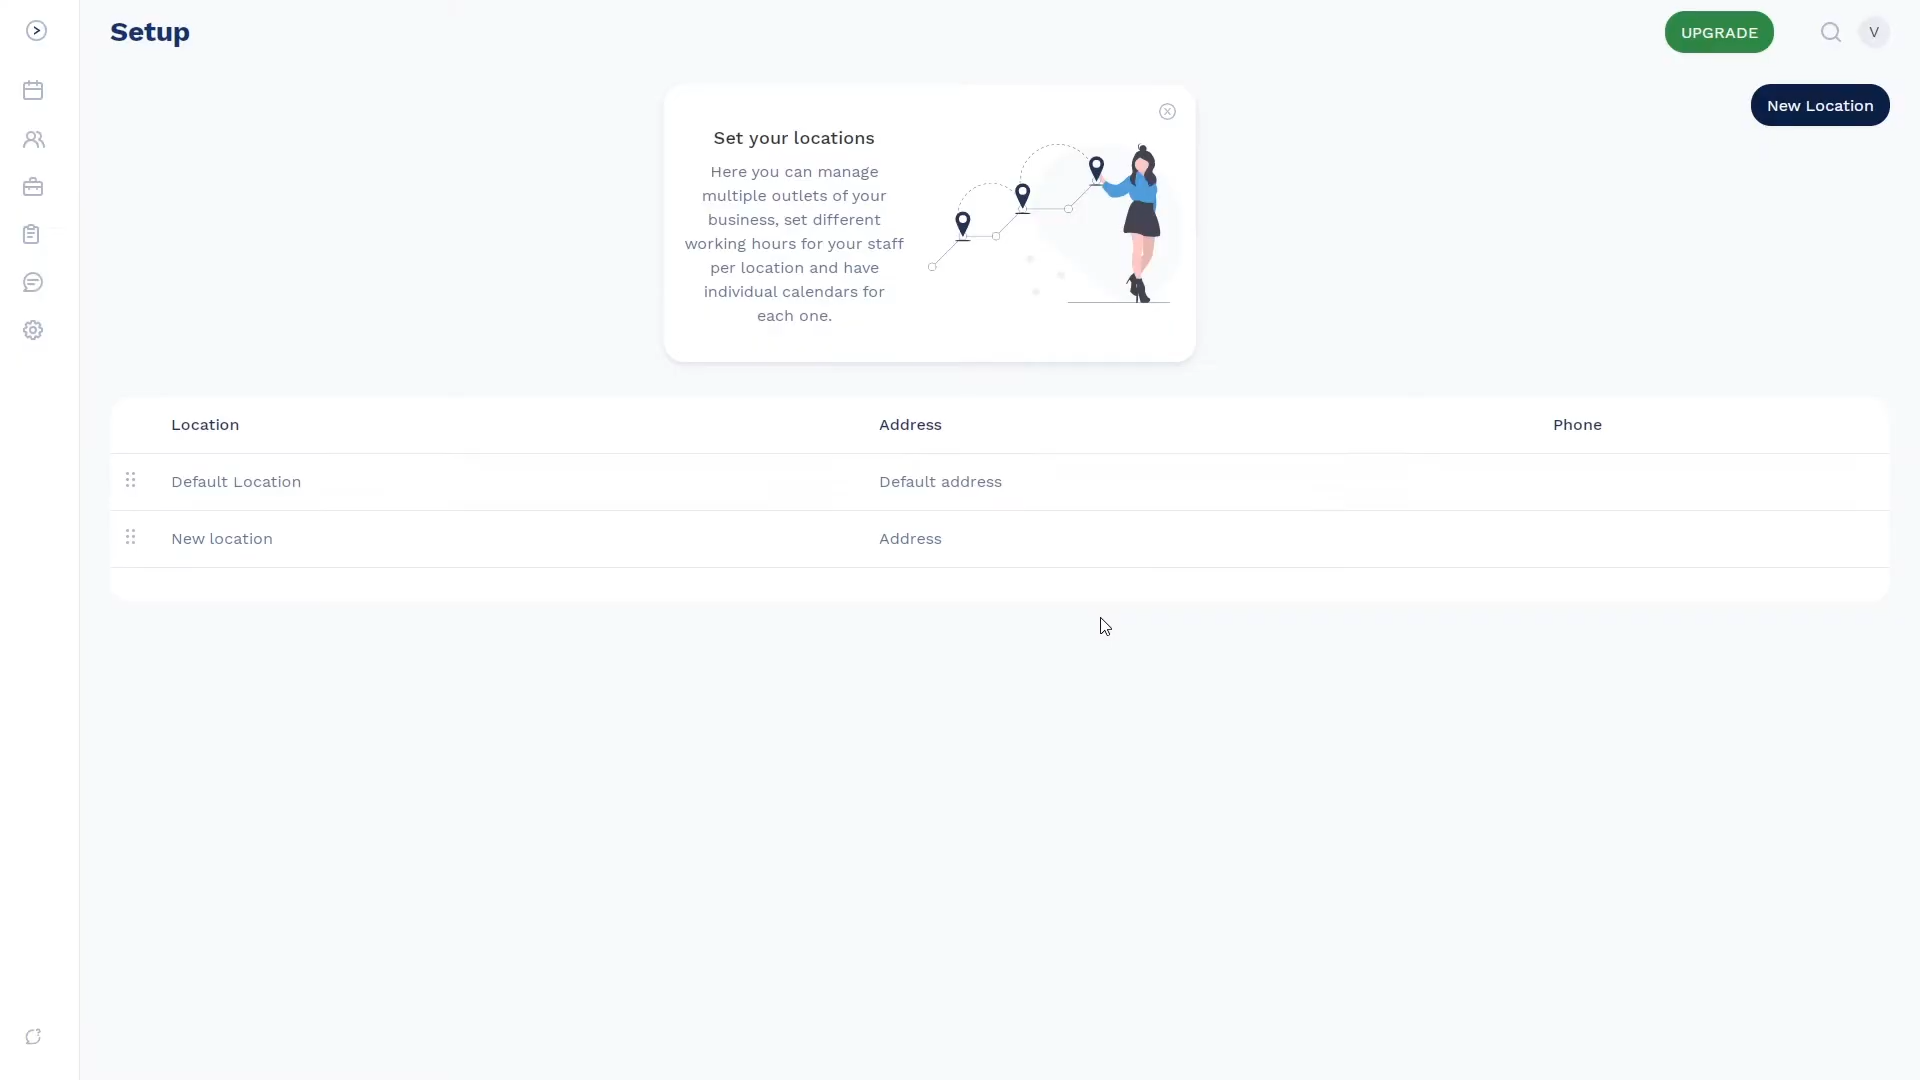 Setup
UPGRADE
V
New Location
Set your locations
Here you can manage
multiple outlets of your
business, set different
working hours for your staff
per location and have
individual calendars for
each one.
Location Address Phone
Default Location Default address
New location Address